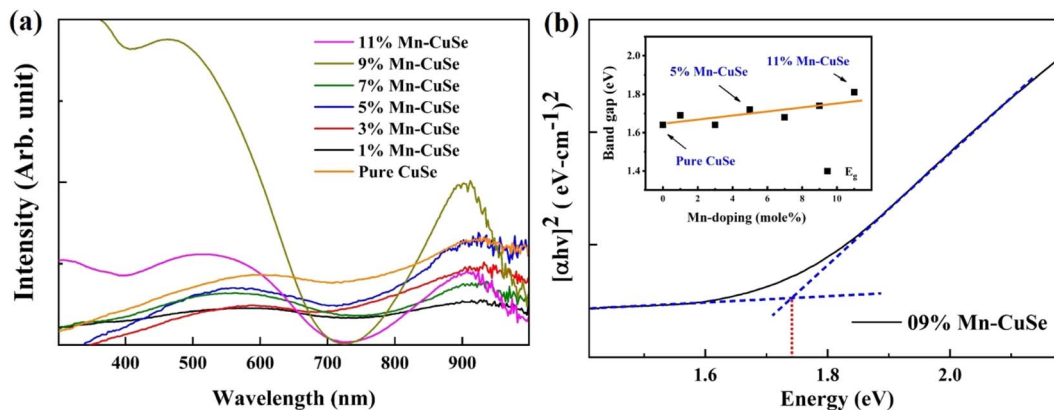 (a)
11% Mn-CuSe
9% Mn-CuSe
7% Mn-CuSe
5% Mn-CuSe
3% Mn-CuSe
1% Mn-CuSe
Pure CuSe
Intensity (Arb. unit)
400 500 600 700 800 900
Wavelength (nm)
(b)
[αhν]² ( eV-cm⁻¹)²
2.0
1.8
1.6
1.4
Band gap (eV)
5% Mn-CuSe
11% Mn-CuSe
Pure CuSe
E_g
0 2 4 6 8 10
Mn-doping (mole%)
09% Mn-CuSe
1.6 1.8 2.0
Energy (eV)